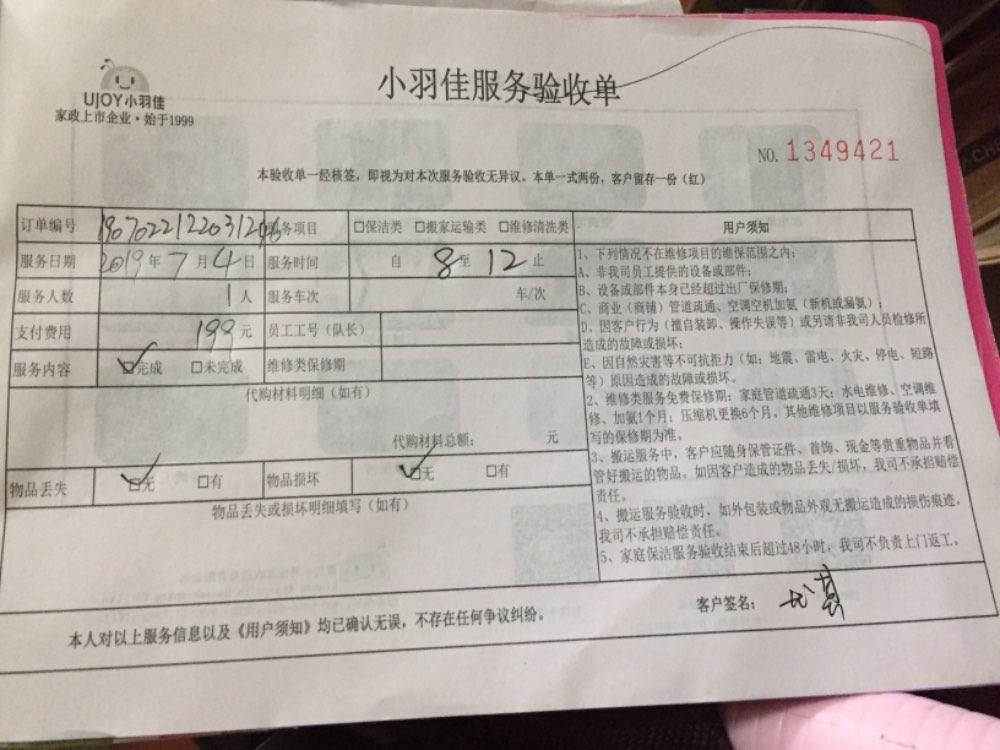 UJOY小羽佳
家政上市企业·始于1999
小羽佳服务验收单
NO. 1349421
本验收单一经核签，即视为对本次服务验收无异议。本单一式两份，客户留存一份（红）
订单编号 服务项目 □保洁类 □搬家运输类 □维修清洗类
服务日期 2019年7月4日 服务时间 自 8 至 12 止
服务人数 1人 服务车次 车/次
支付费用 199元 员工工号（队长）
服务内容 ☑完成 □未完成 维修类保修期
代购材料明细（如有）
代购材料总额： 元
物品丢失 ☑无 □有 物品损坏 ☑无 □有
物品丢失或损坏明细填写（如有）
用户须知
1、下列情况不在维修项目的维保范围之内：
A、非我司员工提供的设备或部件；
B、设备或部件本身已经超过出厂保修期；
C、商业（商铺）管道疏通、空调空机加氨（新机或漏氨）；
D、因客户行为（擅自装卸、操作失误等）或另请非我司人员检修所
造成的故障或损坏；
E、因自然灾害等不可抗拒力（如：地震、雷电、火灾、停电、短路
等）原因造成的故障或损坏。
2、维修类服务免费保修期：家庭管道疏通3天；水电维修、空调维
修、加氨1个月；压缩机更换6个月。其他维修项目以服务验收单填
写的保修期为准。
3、搬运服务中，客户应随身保管证件、首饰、现金等贵重物品并看
管好搬运的物品，如因客户造成的物品丢失/损坏，我司不承担赔偿
责任。
4、搬运服务验收时，如外包装或物品外观无搬运造成的损伤痕迹，
我司不承担赔偿责任。
5、家庭保洁服务验收结束后超过48小时，我司不负责上门返工。
本人对以上服务信息以及《用户须知》均已确认无误，不存在任何争议纠纷。
客户签名：